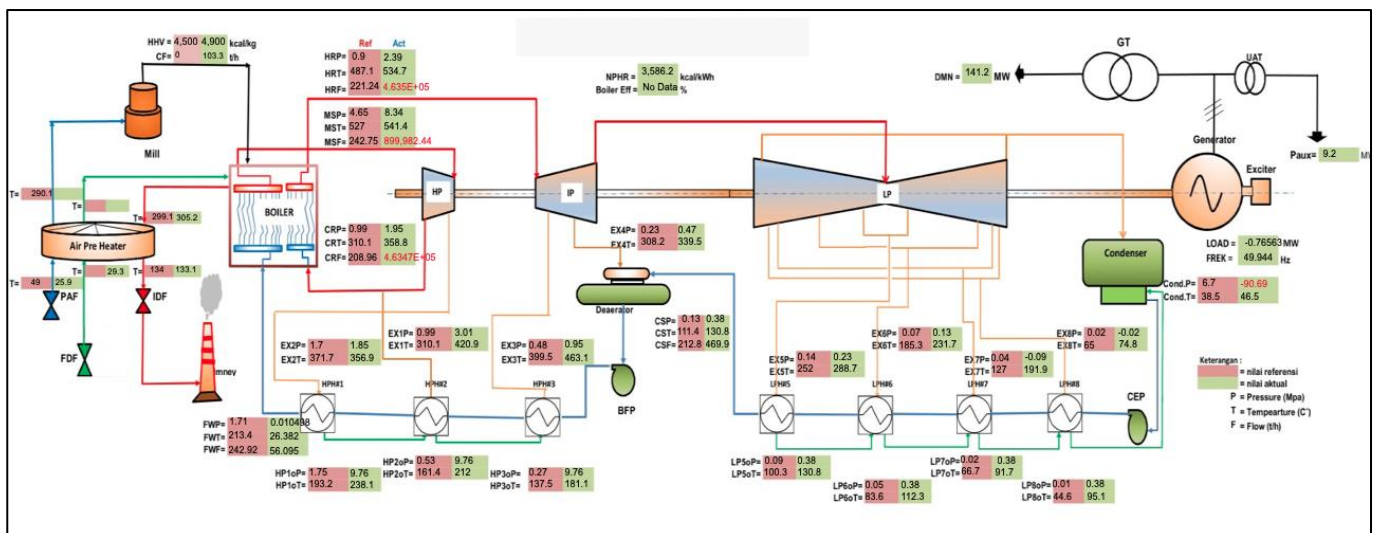 HHV = 4,500 4,900 kcal/kg
CF= 0 103.3 t/h
Ref Act
HRP= 0.9 2.39
HRT= 487.1 534.7
HRF= 221.24 4.635E+05
MSP= 4.65 8.34
MST= 527 541.4
MSF= 242.75 899,982.44
NPHR = 3,586.2 kcal/kWh
Boiler Eff = No Data %
DMN = 141.2 MW
GT
UAT
Generator
Exciter
Paux= 9.2
Mill
T= 290.1
T=
T= 299.1 305.2
Air Pre Heater
T= 29.3
T= 134 133.1
T= 49 25.9
PAF
IDF
FDF
mney
BOILER
HP
IP
LP
CRP= 0.99 1.95
CRT= 310.1 358.8
CRF= 208.96 4.6347E+05
EX4P= 0.23 0.47
EX4T= 308.2 339.5
Deaerator
Condenser
LOAD = -0.76563 MW
FREK = 49.944 Hz
Cond.P= 6.7 -90.69
Cond.T= 38.5 46.5
CSP= 0.13 0.38
CST= 111.4 130.8
CSF= 212.8 469.9
EX2P= 1.7 1.85
EX2T= 371.7 356.9
EX1P= 0.99 3.01
EX1T= 310.1 420.9
EX3P= 0.48 0.95
EX3T= 399.5 463.1
EX5P= 0.14 0.23
EX5T= 252 288.7
EX6P= 0.07 0.13
EX6T= 185.3 231.7
EX7P= 0.04 -0.09
EX7T= 127 191.9
EX8P= 0.02 -0.02
EX8T= 65 74.8
HPH#1
HPH#2
HPH#3
BFP
LPH#5
LPH#6
LPH#7
LPH#8
CEP
FWP= 1.71 0.010498
FWT= 213.4 26.382
FWF= 242.92 56.095
HP1oP= 1.75 9.76
HP1oT= 193.2 238.1
HP2oP= 0.53 9.76
HP2oT= 161.4 212
HP3oP= 0.27 9.76
HP3oT= 137.5 181.1
LP5oP= 0.09 0.38
LP5oT= 100.3 130.8
LP6oP= 0.05 0.38
LP6oT= 83.6 112.3
LP7oP= 0.02 0.38
LP7oT= 66.7 91.7
LP8oP= 0.01 0.38
LP8oT= 44.6 95.1
Keterangan :
= nilai referensi
= nilai aktual
P = Pressure (Mpa)
T = Tempearture (C˚)
F = Flow (t/h)